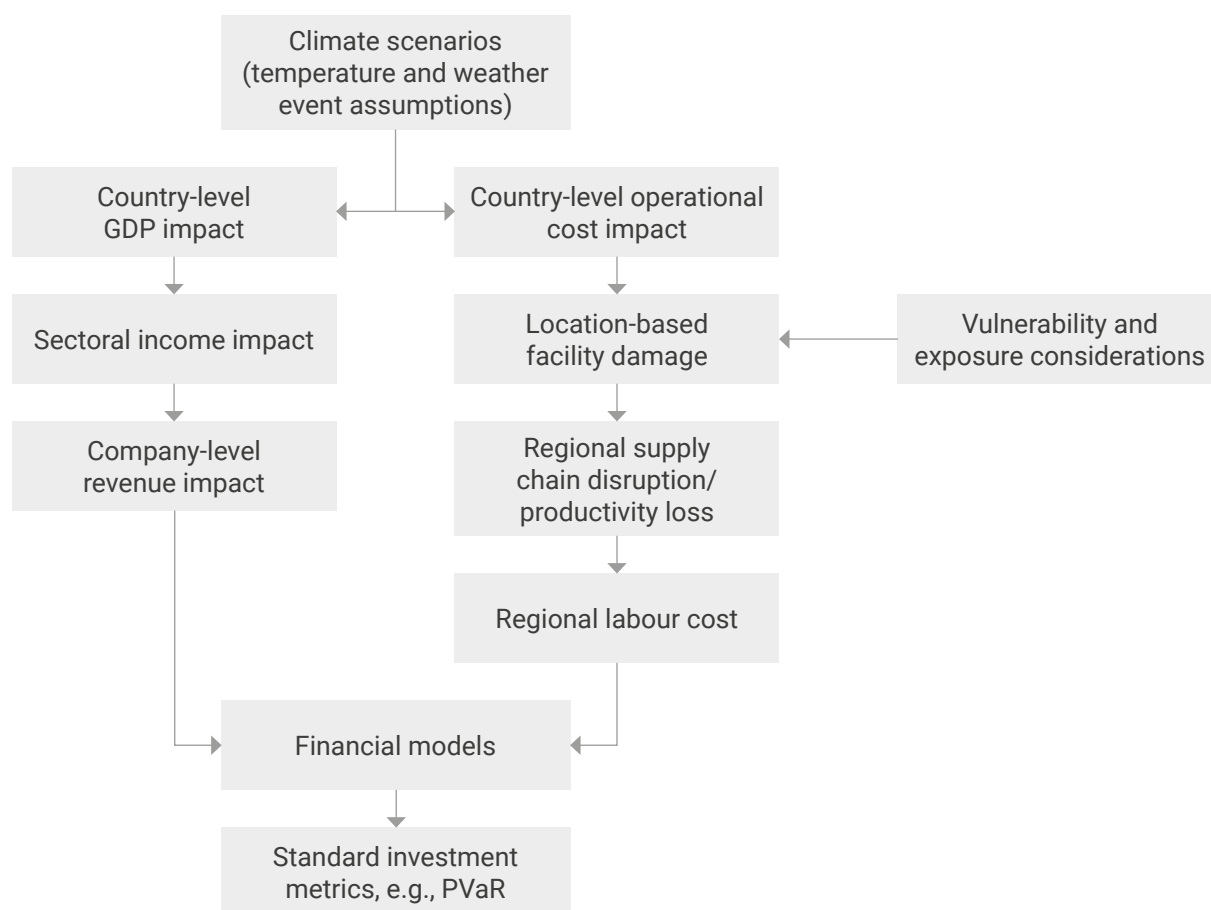 Climate scenarios
(temperature and weather
event assumptions)
Country-level
GDP impact
Country-level operational
cost impact
Sectoral income impact
Location-based
facility damage
Vulnerability and
exposure considerations
Company-level
revenue impact
Regional supply
chain disruption/
productivity loss
Regional labour cost
Financial models
Standard investment
metrics, e.g., PVaR